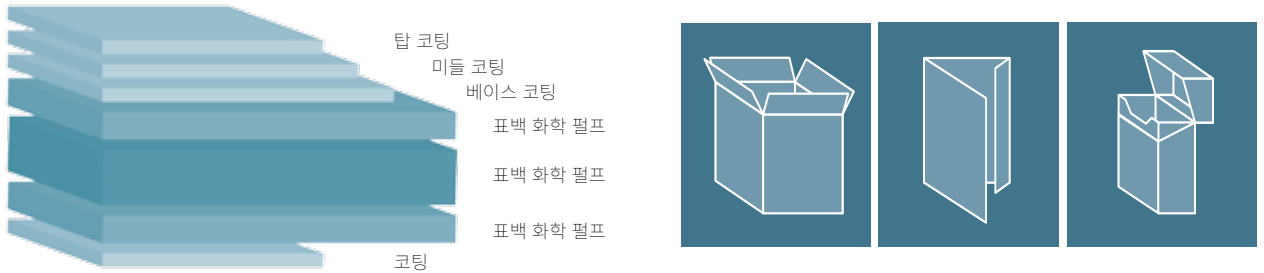 탑 코팅
미들 코팅
베이스 코팅
표백 화학 펄프
표백 화학 펄프
표백 화학 펄프
코팅